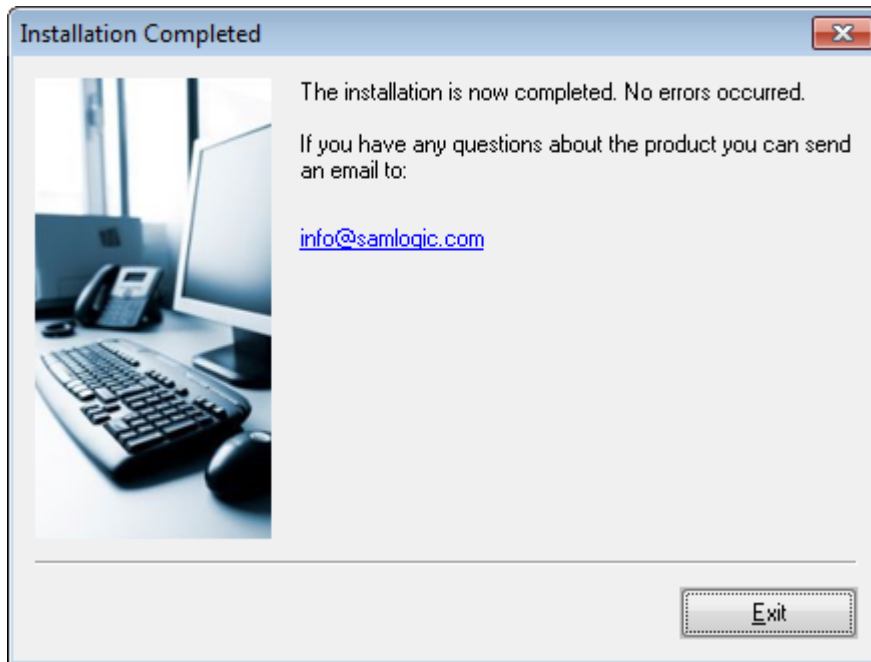 Installation Completed
The installation is now completed. No errors occurred.
If you have any questions about the product you can send
an email to:
info@samlogic.com
Exit